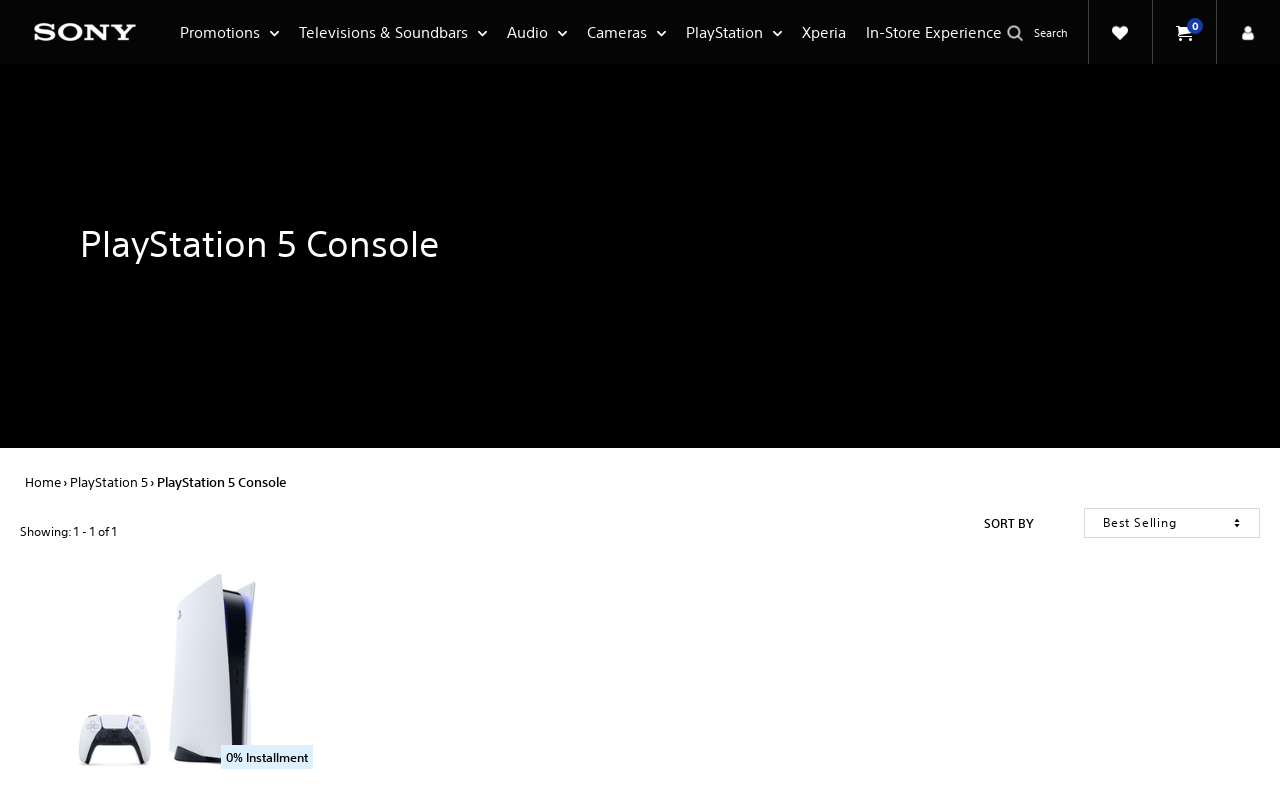 SONY
Promotions
Televisions & Soundbars
Audio
Cameras
PlayStation
Xperia
In-Store Experience
Search
0
PlayStation 5 Console
Home › PlayStation 5 › PlayStation 5 Console
Showing: 1 - 1 of 1
SORT BY
Best Selling
0% Installment